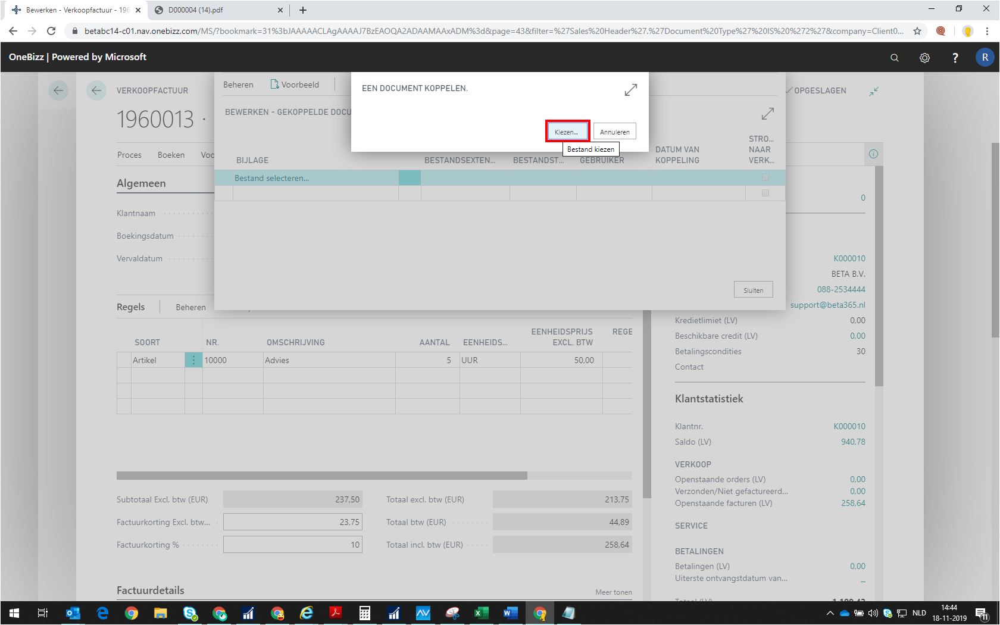 Bewerken - Verkoopfactuur - 196
D000004 (14).pdf
betabc14-c01.nav.onebizz.com/MS/?bookmark=31%3bJAAAAACLAgAAAAJ7BzEAOQA2ADAAMAAxADM%3d&page=43&filter=%27Sales%20Header%27.%27Document%20Type%27%20IS%20%272%27&company=Client0...
OneBizz | Powered by Microsoft
?
R
VERKOOPFACTUUR
1960013 ·
Beheren
Voorbeeld
OPGESLAGEN
BEWERKEN - GEKOPPELDE DOCU
EEN DOCUMENT KOPPELEN.
Kiezen...
Annuleren
Bestand kiezen
Proces
Boeken
Voo
BIJLAGE
BESTANDSEXTEN...
BESTANDST...
GEBRUIKER
DATUM VAN
KOPPELING
STRO...
NAAR
VERK...
Bestand selecteren...
Sluiten
Algemeen
Klantnaam
Boekingsdatum
Vervaldatum
Regels
Beheren
SOORT
NR.
OMSCHRIJVING
AANTAL
EENHEIDS...
EENHEIDSPRIJS
EXCL. BTW
REGE
Artikel
10000
Advies
5
UUR
50,00
Subtotaal Excl. btw (EUR)
237,50
Totaal excl. btw (EUR)
213,75
Factuurkorting Excl. btw...
23,75
Totaal btw (EUR)
44,89
Factuurkorting %
10
Totaal incl. btw (EUR)
258,64
Factuurdetails
Meer tonen
0
K000010
BETA B.V.
088-2534444
support@beta365.nl
Kredietlimiet (LV)
0,00
Beschikbare credit (LV)
0,00
Betalingscondities
30
Contact
Klantstatistiek
Klantnr.
K000010
Saldo (LV)
940,78
VERKOOP
Openstaande orders (LV)
0,00
Verzonden/Niet gefactureerd...
0,00
Openstaande facturen (LV)
258,64
SERVICE
BETALINGEN
Betalingen (LV)
0,00
Uiterste ontvangstdatum van...
_
NLD
14:44
18-11-2019
11